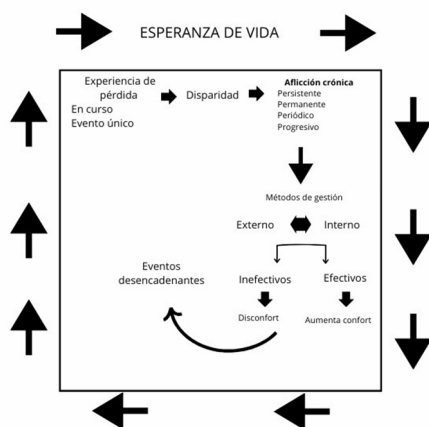 ESPERANZA DE VIDA
Experiencia de
pérdida
En curso
Evento único
Disparidad
Aflicción crónica
Persistente
Permanente
Periódico
Progresivo
Métodos de gestión
Externo
Interno
Eventos
desencadenantes
Inefectivos
Efectivos
Disconfort
Aumenta confort